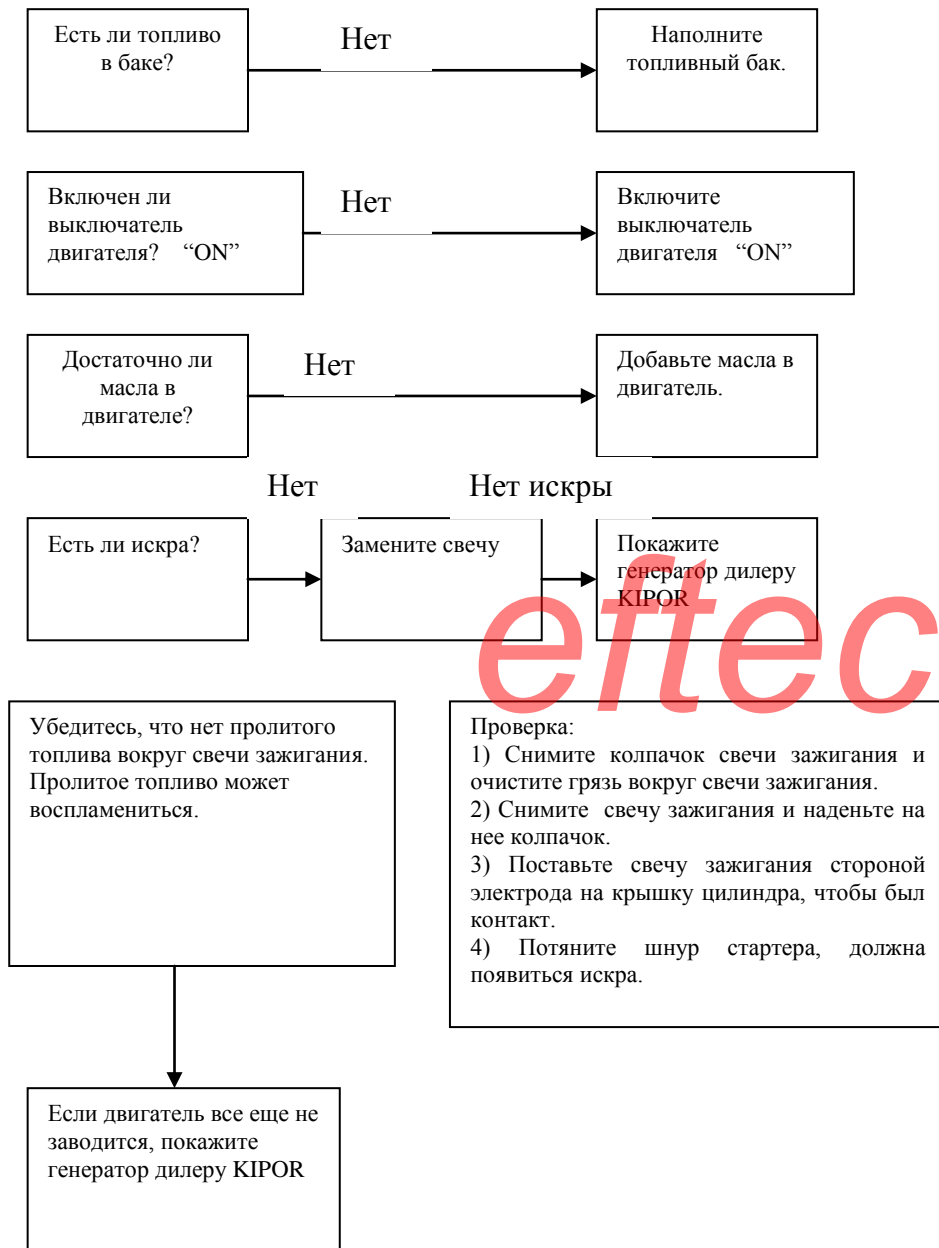 Есть ли топливо
в баке?
Нет
Наполните
топливный бак.
Включен ли
выключатель
двигателя? “ON”
Нет
Включите
выключатель
двигателя “ON”
Достаточно ли
масла в
двигателе?
Нет
Добавьте масла в
двигатель.
Нет
Нет искры
Есть ли искра?
Замените свечу
Покажите
генератор дилеру
KIPOR
eftec
Убедитесь, что нет пролитого
топлива вокруг свечи зажигания.
Пролитое топливо может
воспламениться.
Проверка:
1) Снимите колпачок свечи зажигания и
очистите грязь вокруг свечи зажигания.
2) Снимите свечу зажигания и наденьте на
нее колпачок.
3) Поставьте свечу зажигания стороной
электрода на крышку цилиндра, чтобы был
контакт.
4) Потяните шнур стартера, должна
появиться искра.
Если двигатель все еще не
заводится, покажите
генератор дилеру KIPOR